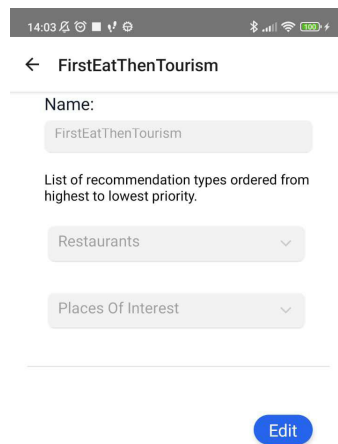 14:03
100
FirstEatThenTourism
Name:
FirstEatThenTourism
List of recommendation types ordered from
highest to lowest priority.
Restaurants
Places Of Interest
Edit